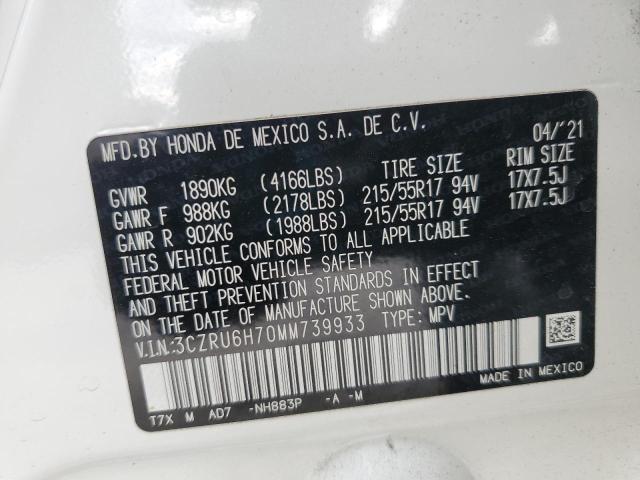 MFD.BY HONDA DE MEXICO S.A. DE C.V. 04/'21
TIRE SIZE RIM SIZE
GVWR 1890KG (4166LBS)
GAWR F 988KG (2178LBS) 215/55R17 94V 17X7.5J
GAWR R 902KG (1988LBS) 215/55R17 94V 17X7.5J
THIS VEHICLE CONFORMS TO ALL APPLICABLE
FEDERAL MOTOR VEHICLE SAFETY
AND THEFT PREVENTION STANDARDS IN EFFECT
ON THE DATE OF MANUFACTURE SHOWN ABOVE.
V.I.N.:3CZRU6H70MM739933 TYPE: MPV
T7X M AD7 -NH883P -A -M
MADE IN MEXICO